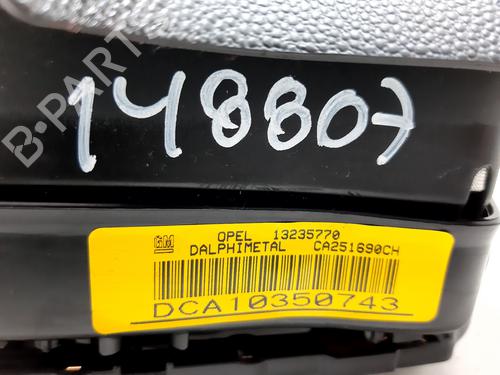 B-PARTS
148807
GM OPEL 13235770
DALPHIMETAL CA251690CH
DCA10350743